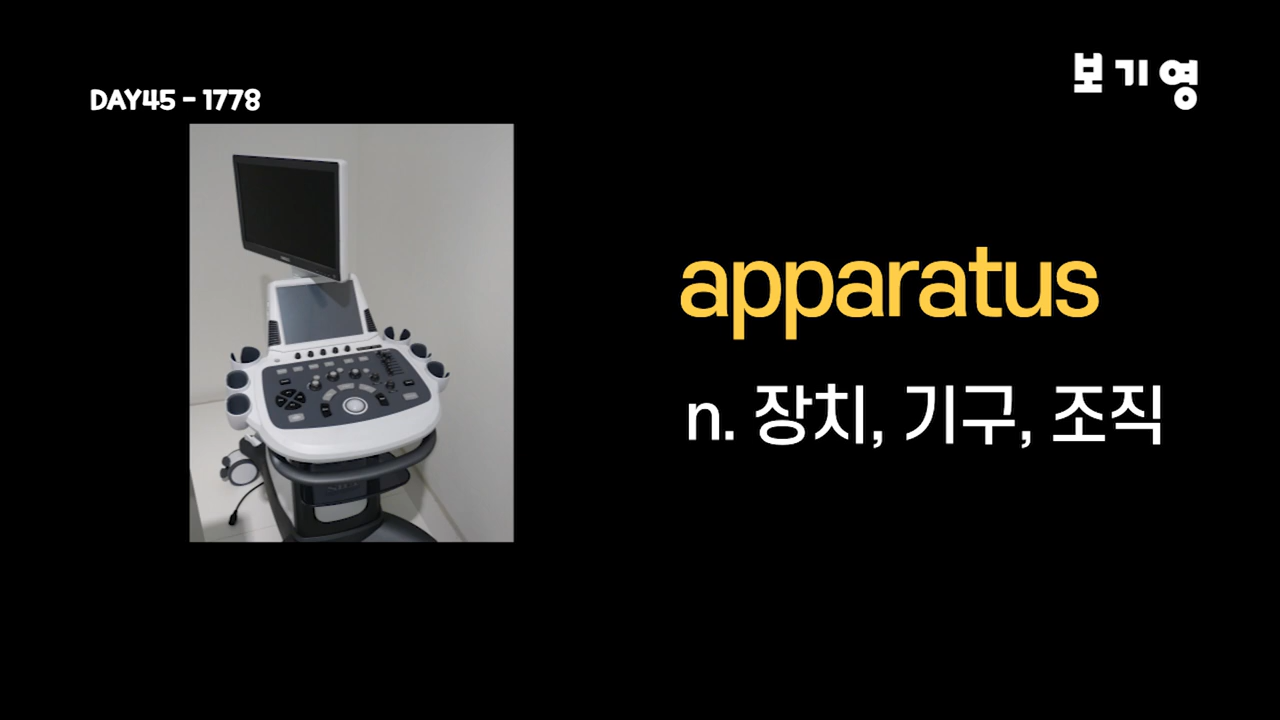 보기영
DAY45 - 1778
apparatus
n. 장치, 기구, 조직